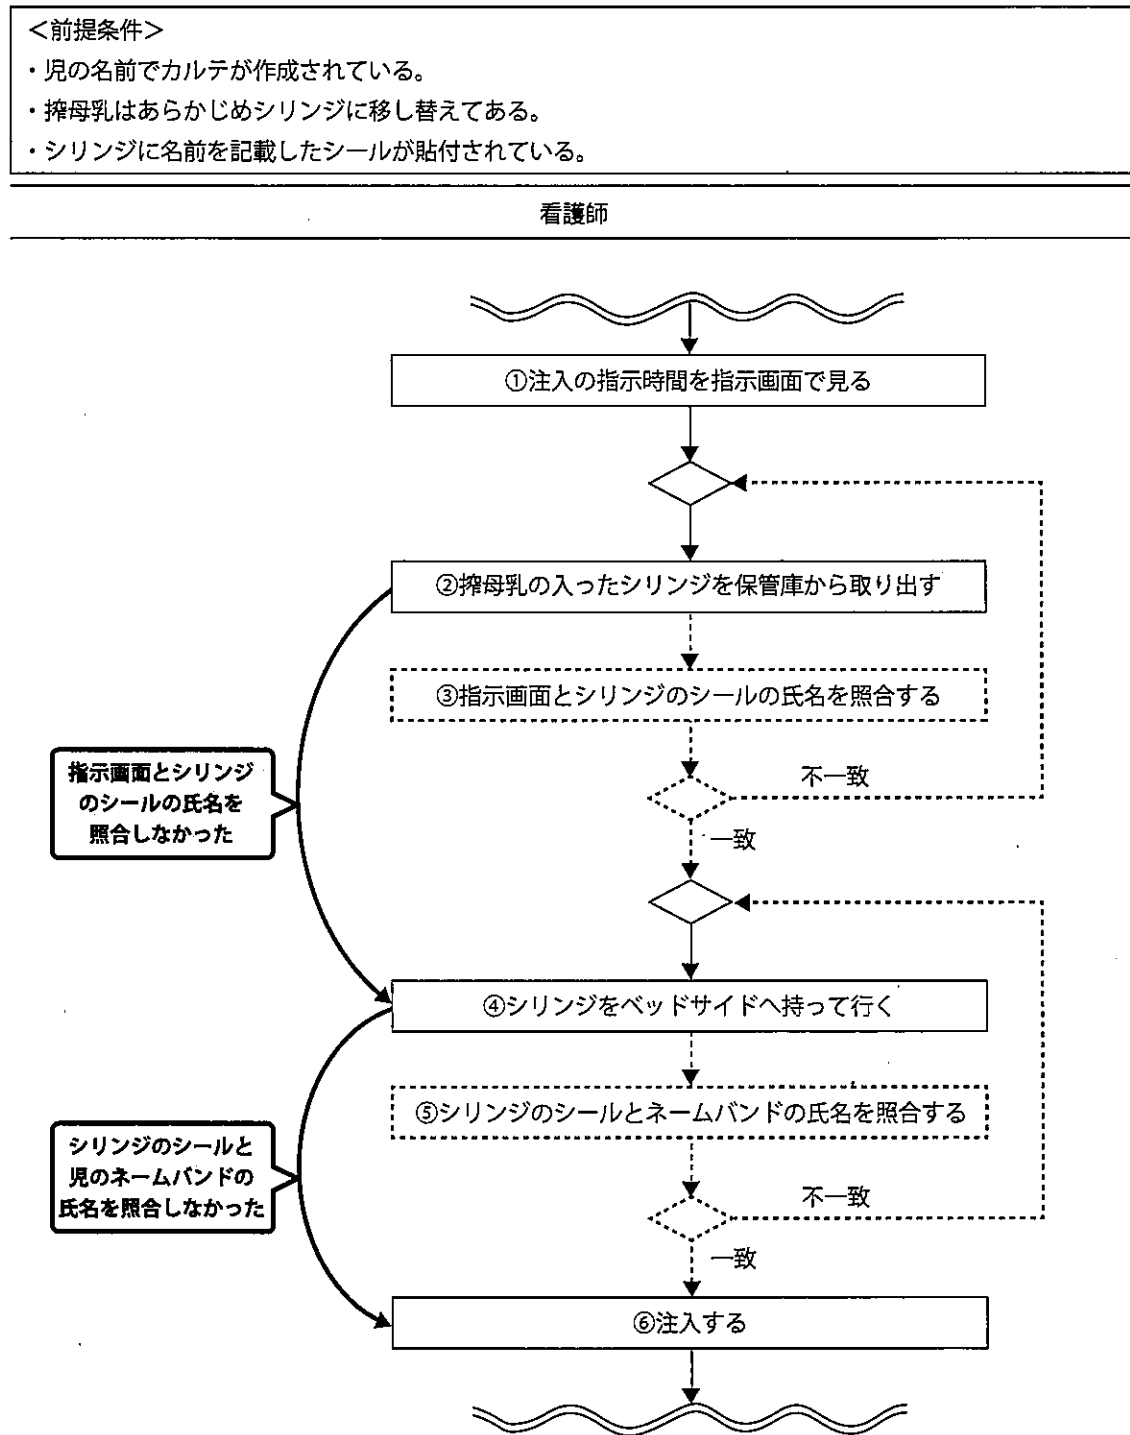 ＜前提条件＞
・児の名前でカルテが作成されている。
・搾母乳はあらかじめシリンジに移し替えてある。
・シリンジに名前を記載したシールが貼付されている。
看護師
①注入の指示時間を指示画面で見る
②搾母乳の入ったシリンジを保管庫から取り出す
③指示画面とシリンジのシールの氏名を照合する
指示画面とシリンジ
のシールの氏名を
照合しなかった
不一致
一致
④シリンジをベッドサイドへ持って行く
⑤シリンジのシールとネームバンドの氏名を照合する
シリンジのシールと
児のネームバンドの
氏名を照合しなかった
不一致
一致
⑥注入する